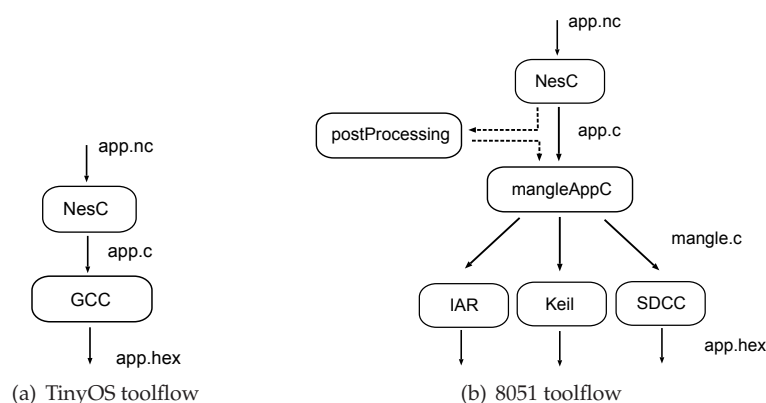 app.nc
NesC
app.c
GCC
app.hex
(a) TinyOS toolflow
app.nc
NesC
postProcessing
app.c
mangleAppC
mangle.c
IAR
Keil
SDCC
app.hex
(b) 8051 toolflow